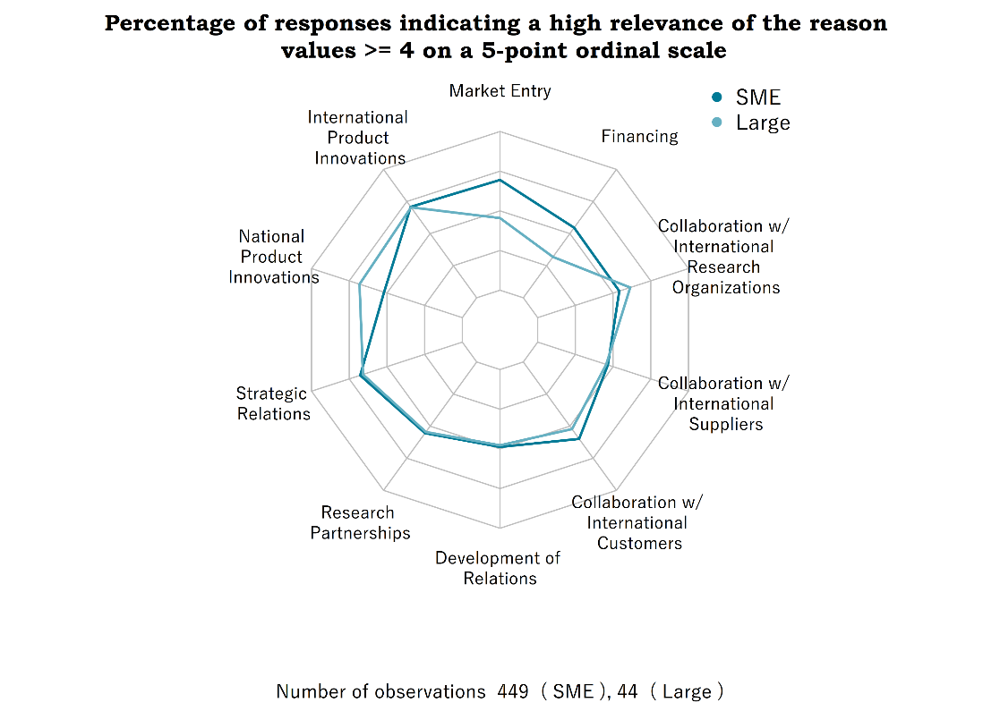 Percentage of responses indicating a high relevance of the reason
values >= 4 on a 5-point ordinal scale
SME
Large
Market Entry
Financing
Collaboration w/
International
Research
Organizations
Collaboration w/
International
Suppliers
Collaboration w/
International
Customers
Development of
Relations
Research
Partnerships
Strategic
Relations
National
Product
Innovations
International
Product
Innovations
Number of observations 449 ( SME ), 44 ( Large )